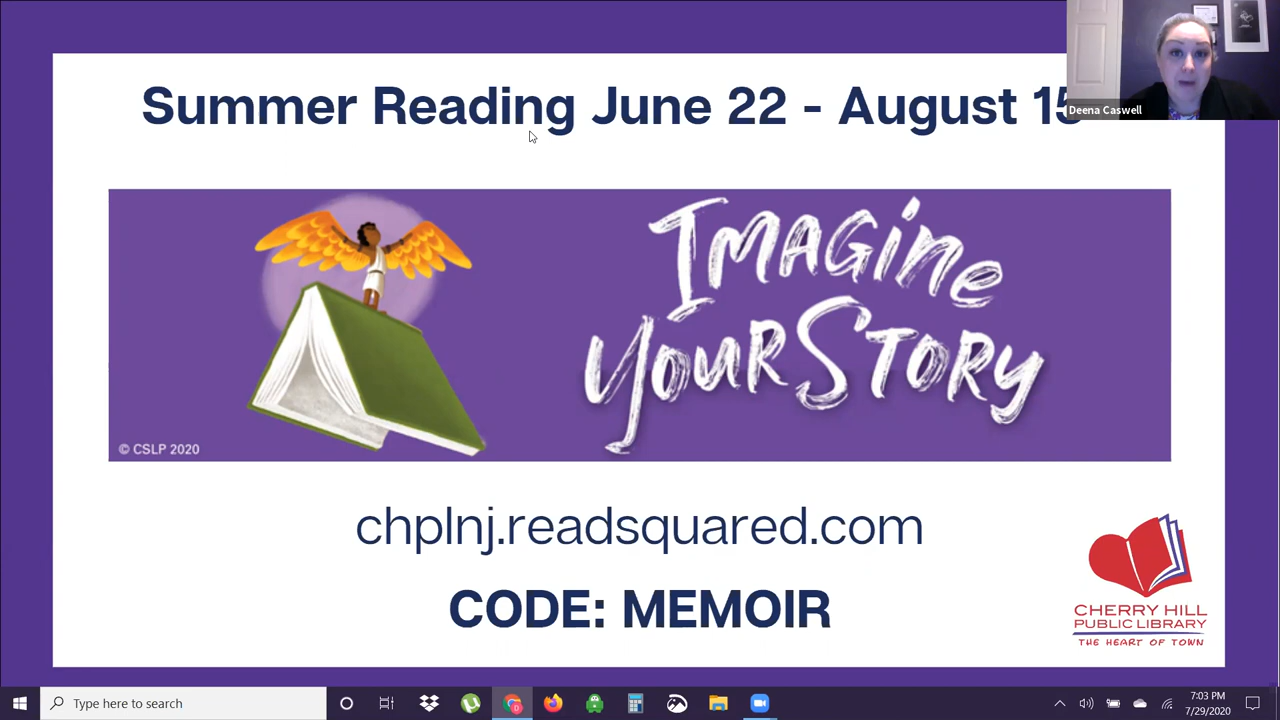 Summer Reading June 22 - August 15
Deena Caswell
IMAGINE
YOUR STORY
© CSLP 2020
chplnj.readsquared.com
CODE: MEMOIR
CHERRY HILL
PUBLIC LIBRARY
THE HEART OF TOWN
Type here to search
7:03 PM
7/29/2020